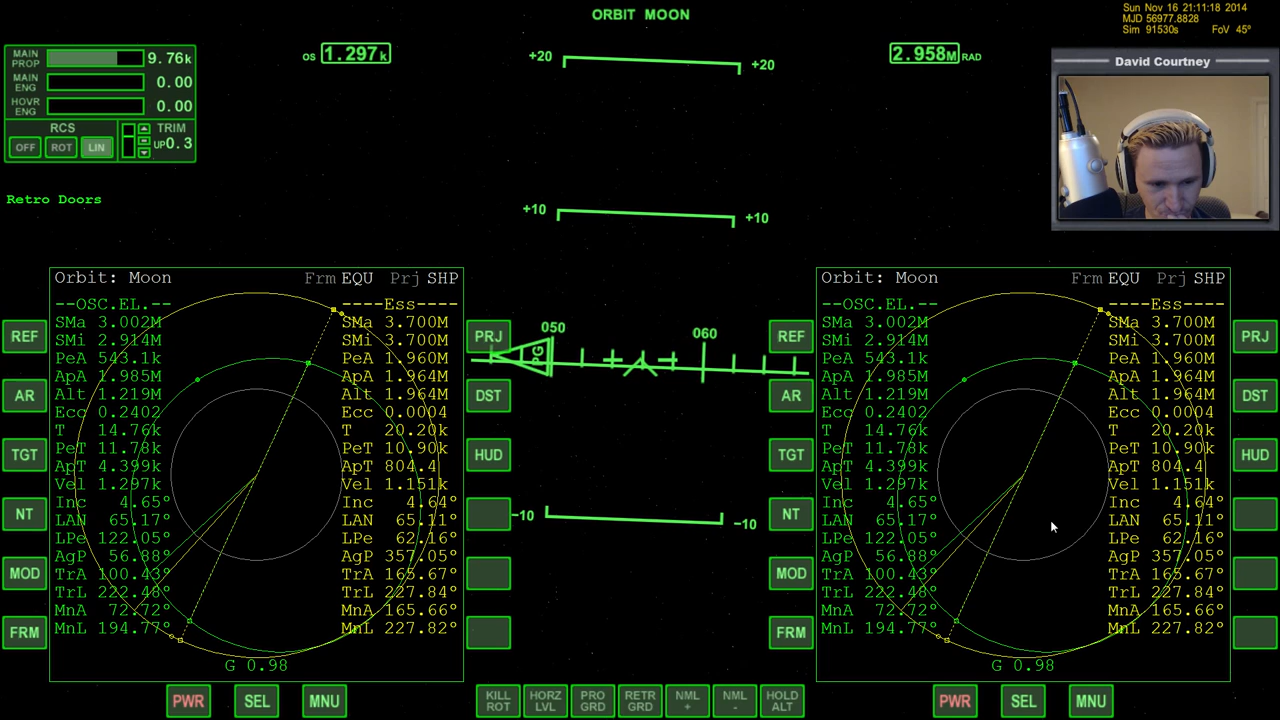 ORBIT MOON
Sun Nov 16 21:11:18 2014
MJD 56977.8828
Sim 91530s FoV 45°
MAIN PROP 9.76k
MAIN ENG 0.00
HOVR ENG 0.00
RCS
OFF ROT LIN
TRIM
UP 0.3
OS 1.297k
2.958M RAD
+20 +20
David Courtney
Retro Doors
+10 +10
050 060
PG
-10 -10
Orbit: Moon Frm EQU Prj SHP
--OSC.EL.-- ----Ess----
SMa 3.002M SMa 3.700M
SMi 2.914M SMi 3.700M
PeA 543.1k PeA 1.960M
ApA 1.985M ApA 1.964M
Alt 1.219M Alt 1.964M
Ecc 0.2402 Ecc 0.0004
T 14.76k T 20.20k
PeT 11.78k PeT 10.90k
ApT 4.399k ApT 804.4
Vel 1.297k Vel 1.151k
Inc 4.65° Inc 4.64°
LAN 65.17° LAN 65.11°
LPe 122.05° LPe 62.16°
AgP 56.88° AgP 357.05°
TrA 100.43° TrA 165.67°
TrL 222.48° TrL 227.84°
MnA 72.72° MnA 165.66°
MnL 194.77° MnL 227.82°
G 0.98
REF
AR
TGT
NT
MOD
FRM
PRJ
DST
HUD
PWR SEL MNU
KILL ROT
HORZ LVL
PRO GRD
RETR GRD
NML +
NML -
HOLD ALT
Orbit: Moon Frm EQU Prj SHP
--OSC.EL.-- ----Ess----
SMa 3.002M SMa 3.700M
SMi 2.914M SMi 3.700M
PeA 543.1k PeA 1.960M
ApA 1.985M ApA 1.964M
Alt 1.219M Alt 1.964M
Ecc 0.2402 Ecc 0.0004
T 14.76k T 20.20k
PeT 11.78k PeT 10.90k
ApT 4.399k ApT 804.4
Vel 1.297k Vel 1.151k
Inc 4.65° Inc 4.64°
LAN 65.17° LAN 65.11°
LPe 122.05° LPe 62.16°
AgP 56.88° AgP 357.05°
TrA 100.43° TrA 165.67°
TrL 222.48° TrL 227.84°
MnA 72.72° MnA 165.66°
MnL 194.77° MnL 227.82°
G 0.98
REF
AR
TGT
NT
MOD
FRM
PRJ
DST
HUD
PWR SEL MNU